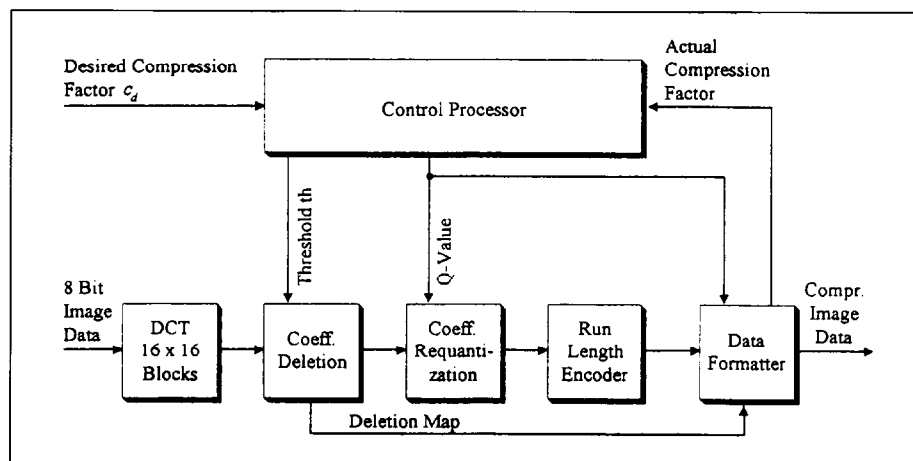 Desired Compression
Factor c_d
Control Processor
Actual
Compression
Factor
Threshold th
Q-Value
8 Bit
Image
Data
DCT
16 x 16
Blocks
Coeff.
Deletion
Coeff.
Requanti-
zation
Run
Length
Encoder
Data
Formatter
Compr.
Image
Data
Deletion Map